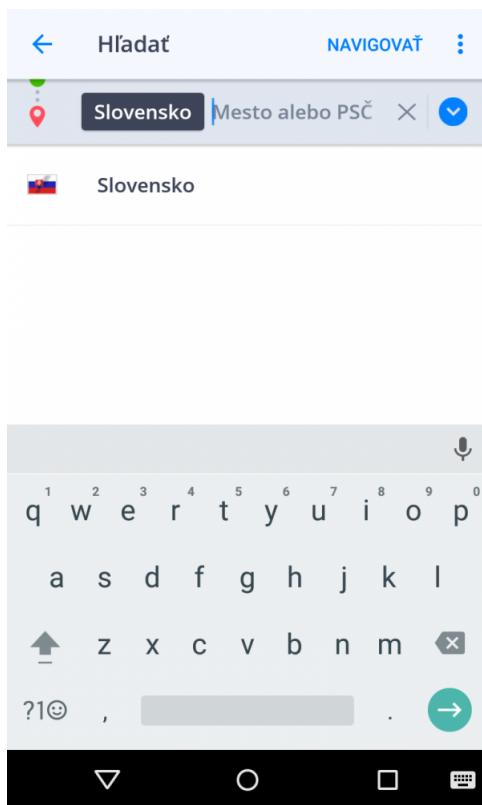 Hľadať NAVIGOVAŤ
Slovensko Mesto alebo PSČ
Slovensko
1 2 3 4 5 6 7 8 9 0
q w e r t y u i o p
a s d f g h j k l
z x c v b n m
?1☺ , .